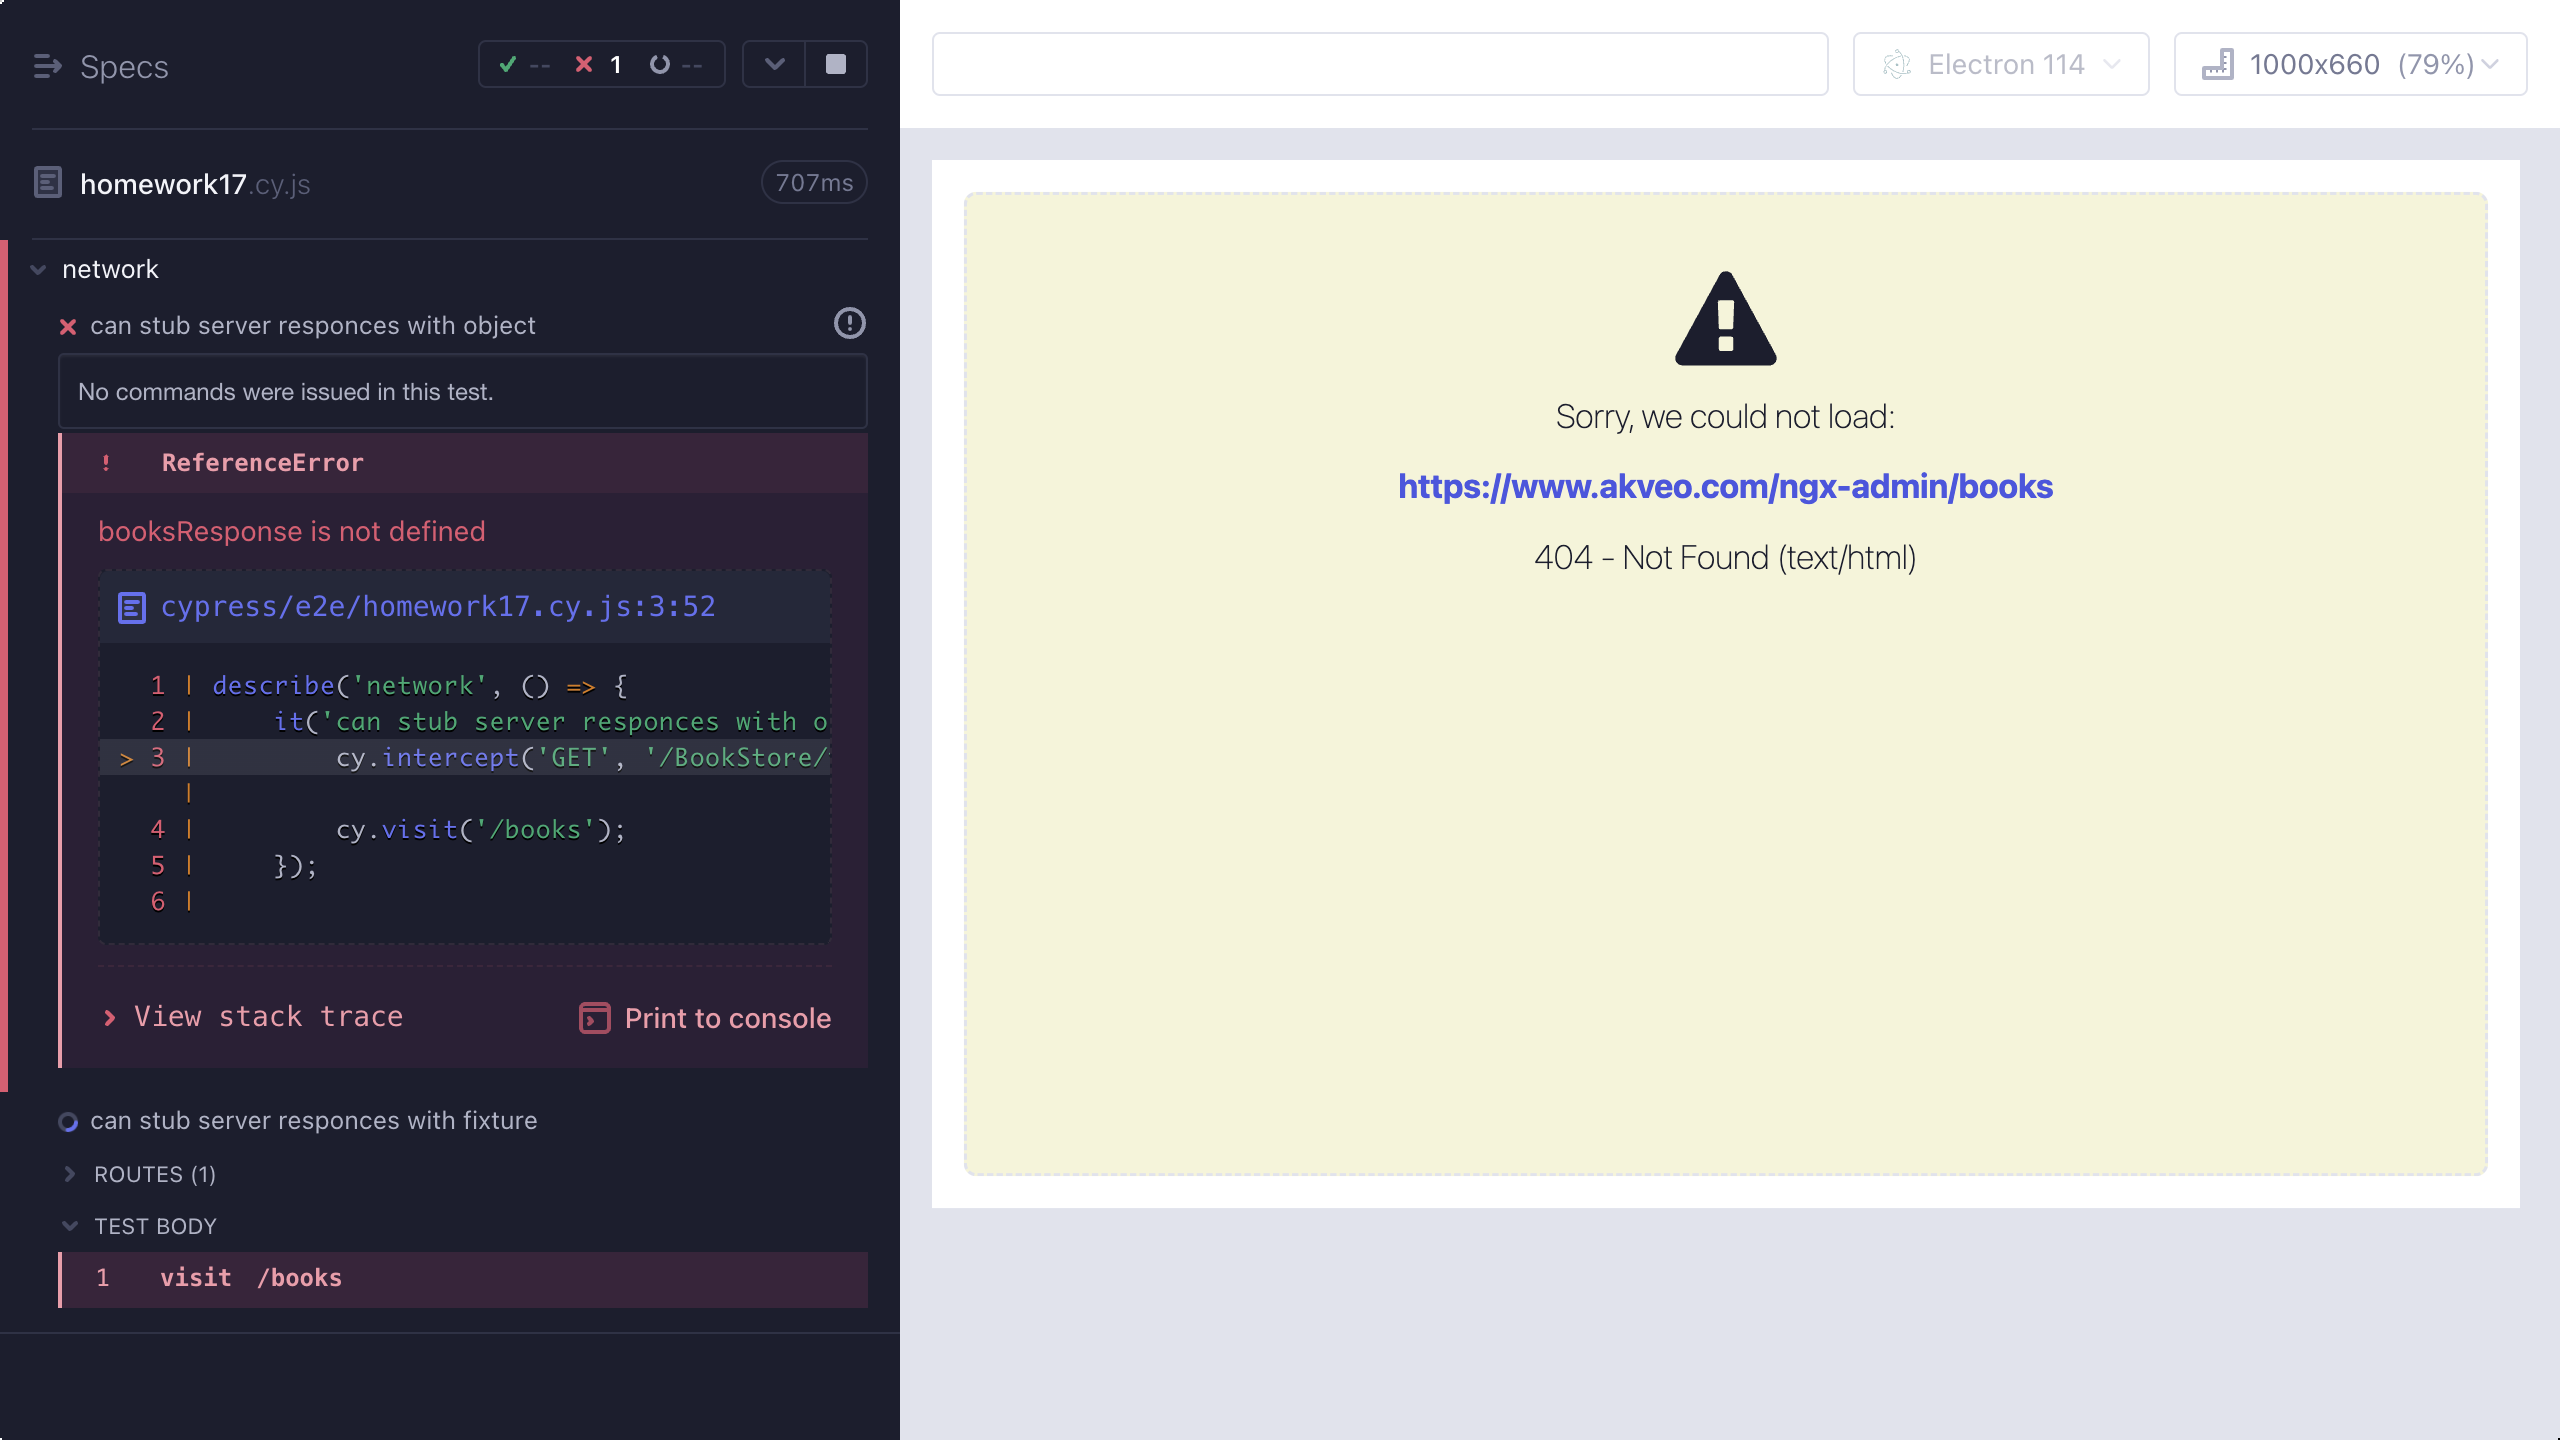 Specs
-- 1 --
homework17.cy.js
707ms
network
can stub server responces with object
No commands were issued in this test.
! ReferenceError
booksResponse is not defined
cypress/e2e/homework17.cy.js:3:52
1 | describe('network', () => {
2 |     it('can stub server responces with o
> 3 |         cy.intercept('GET', '/BookStore/
|
4 |         cy.visit('/books');
5 |     });
6 |
> View stack trace
Print to console
can stub server responces with fixture
ROUTES (1)
TEST BODY
1 visit /books
Electron 114
1000x660 (79%)
Sorry, we could not load:
https://www.akveo.com/ngx-admin/books
404 - Not Found (text/html)